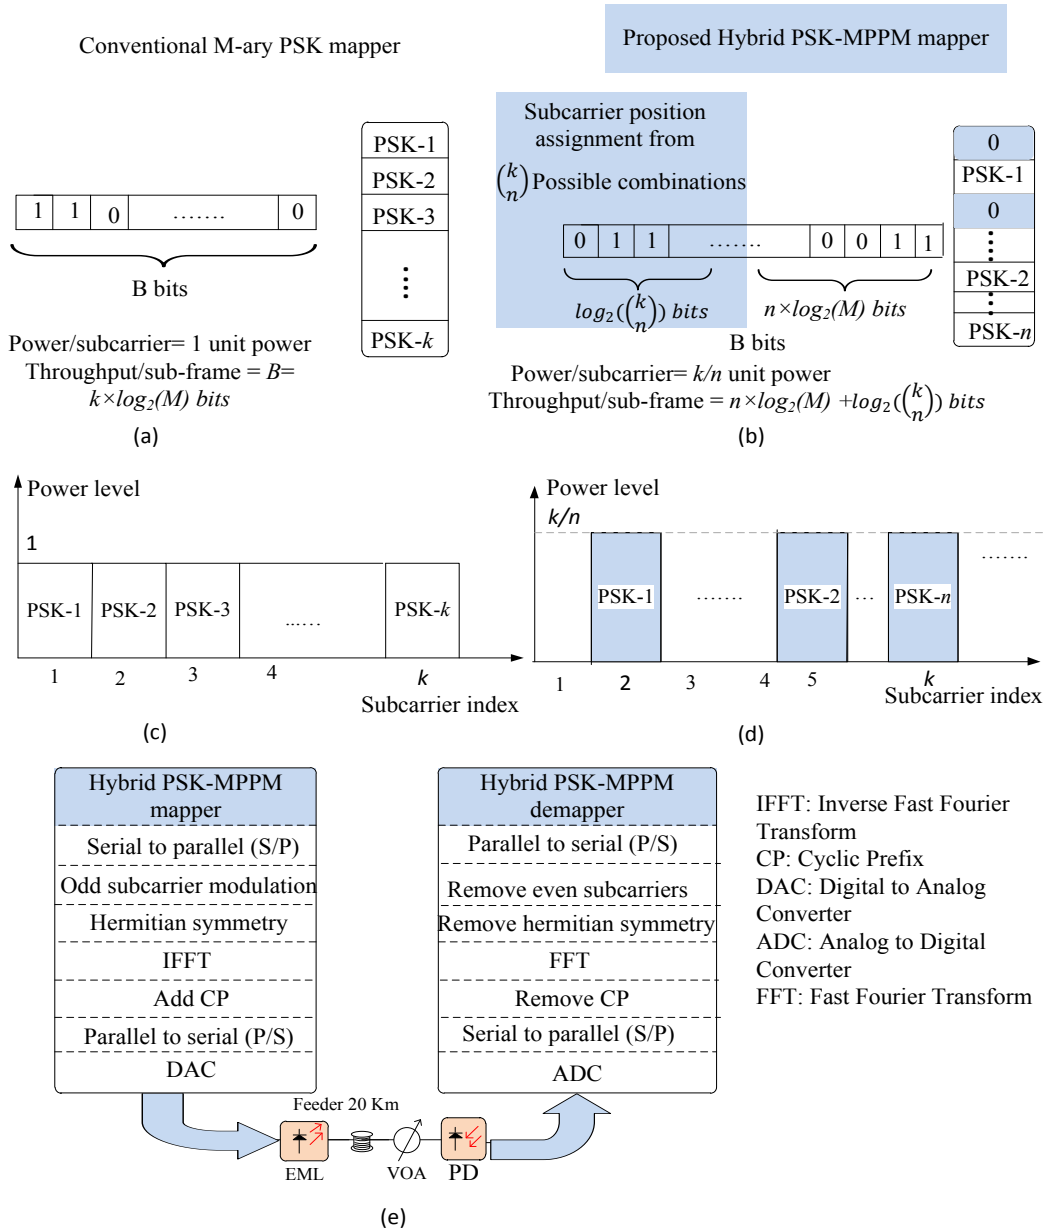 Conventional M-ary PSK mapper
PSK-1
PSK-2
PSK-3
⋮
PSK-k
1 1 0 ....... 0
B bits
Power/subcarrier= 1 unit power
Throughput/sub-frame = B=
k×log₂(M) bits
(a)
Proposed Hybrid PSK-MPPM mapper
Subcarrier position
assignment from
(k n) Possible combinations
0 1 1 ....... 0 0 1 1
log₂((k n)) bits
n×log₂(M) bits
B bits
0
PSK-1
0
⋮
PSK-2
⋮
PSK-n
Power/subcarrier= k/n unit power
Throughput/sub-frame = n×log₂(M) +log₂((k n)) bits
(b)
Power level
1
PSK-1 PSK-2 PSK-3 ...... PSK-k
1 2 3 4 k
Subcarrier index
(c)
Power level
k/n
.......
PSK-1 ....... PSK-2 ... PSK-n
1 2 3 4 5 k
Subcarrier index
(d)
Hybrid PSK-MPPM
mapper
Serial to parallel (S/P)
Odd subcarrier modulation
Hermitian symmetry
IFFT
Add CP
Parallel to serial (P/S)
DAC
Hybrid PSK-MPPM
demapper
Parallel to serial (P/S)
Remove even subcarriers
Remove hermitian symmetry
FFT
Remove CP
Serial to parallel (S/P)
ADC
IFFT: Inverse Fast Fourier
Transform
CP: Cyclic Prefix
DAC: Digital to Analog
Converter
ADC: Analog to Digital
Converter
FFT: Fast Fourier Transform
Feeder 20 Km
EML
VOA
PD
(e)